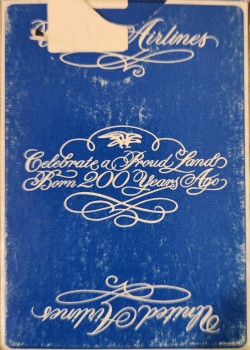 Airlines
Celebrate a Proud Land
Born 200 Years Ago
United Airlines